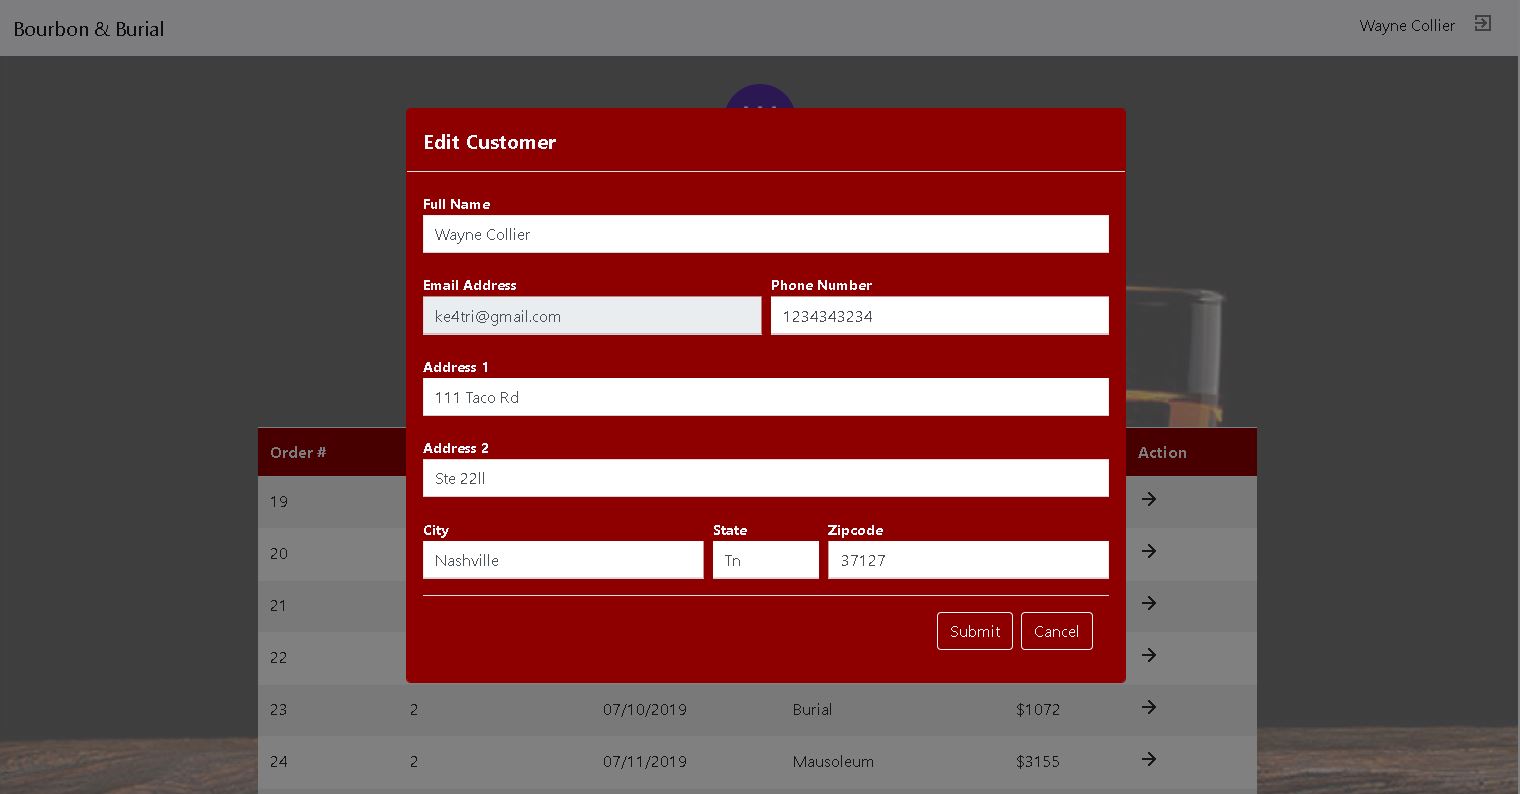 Bourbon & Burial
Wayne Collier
Edit Customer
Full Name
Wayne Collier
Email Address Phone Number
ke4tri@gmail.com 1234343234
Address 1
111 Taco Rd
Address 2
Ste 22ll
City State Zipcode
Nashville Tn 37127
Submit Cancel
Order # Action
19
20
21
22
23 2 07/10/2019 Burial $1072
24 2 07/11/2019 Mausoleum $3155